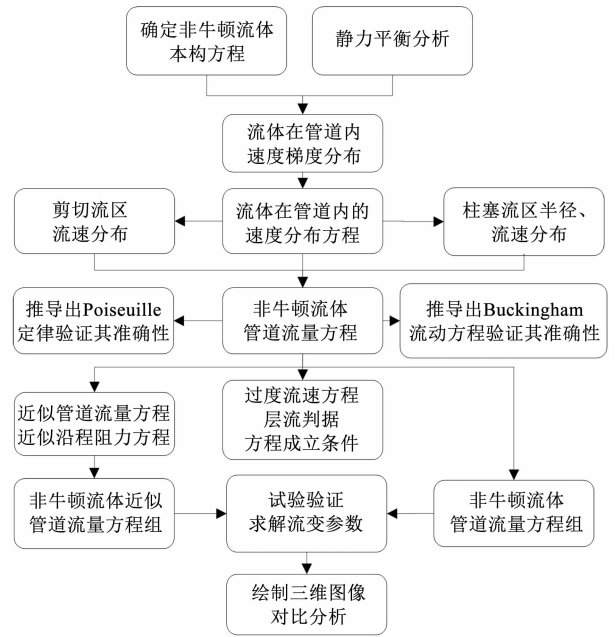 确定非牛顿流体
本构方程
静力平衡分析
流体在管道内
速度梯度分布
剪切流区
流速分布
流体在管道内的
速度分布方程
柱塞流区半径、
流速分布
推导出Poiseuille
定律验证其准确性
非牛顿流体
管道流量方程
推导出Buckingham
流动方程验证其准确性
近似管道流量方程
近似沿程阻力方程
过度流速方程
层流判据
方程成立条件
非牛顿流体近似
管道流量方程组
试验验证
求解流变参数
非牛顿流体
管道流量方程组
绘制三维图像
对比分析